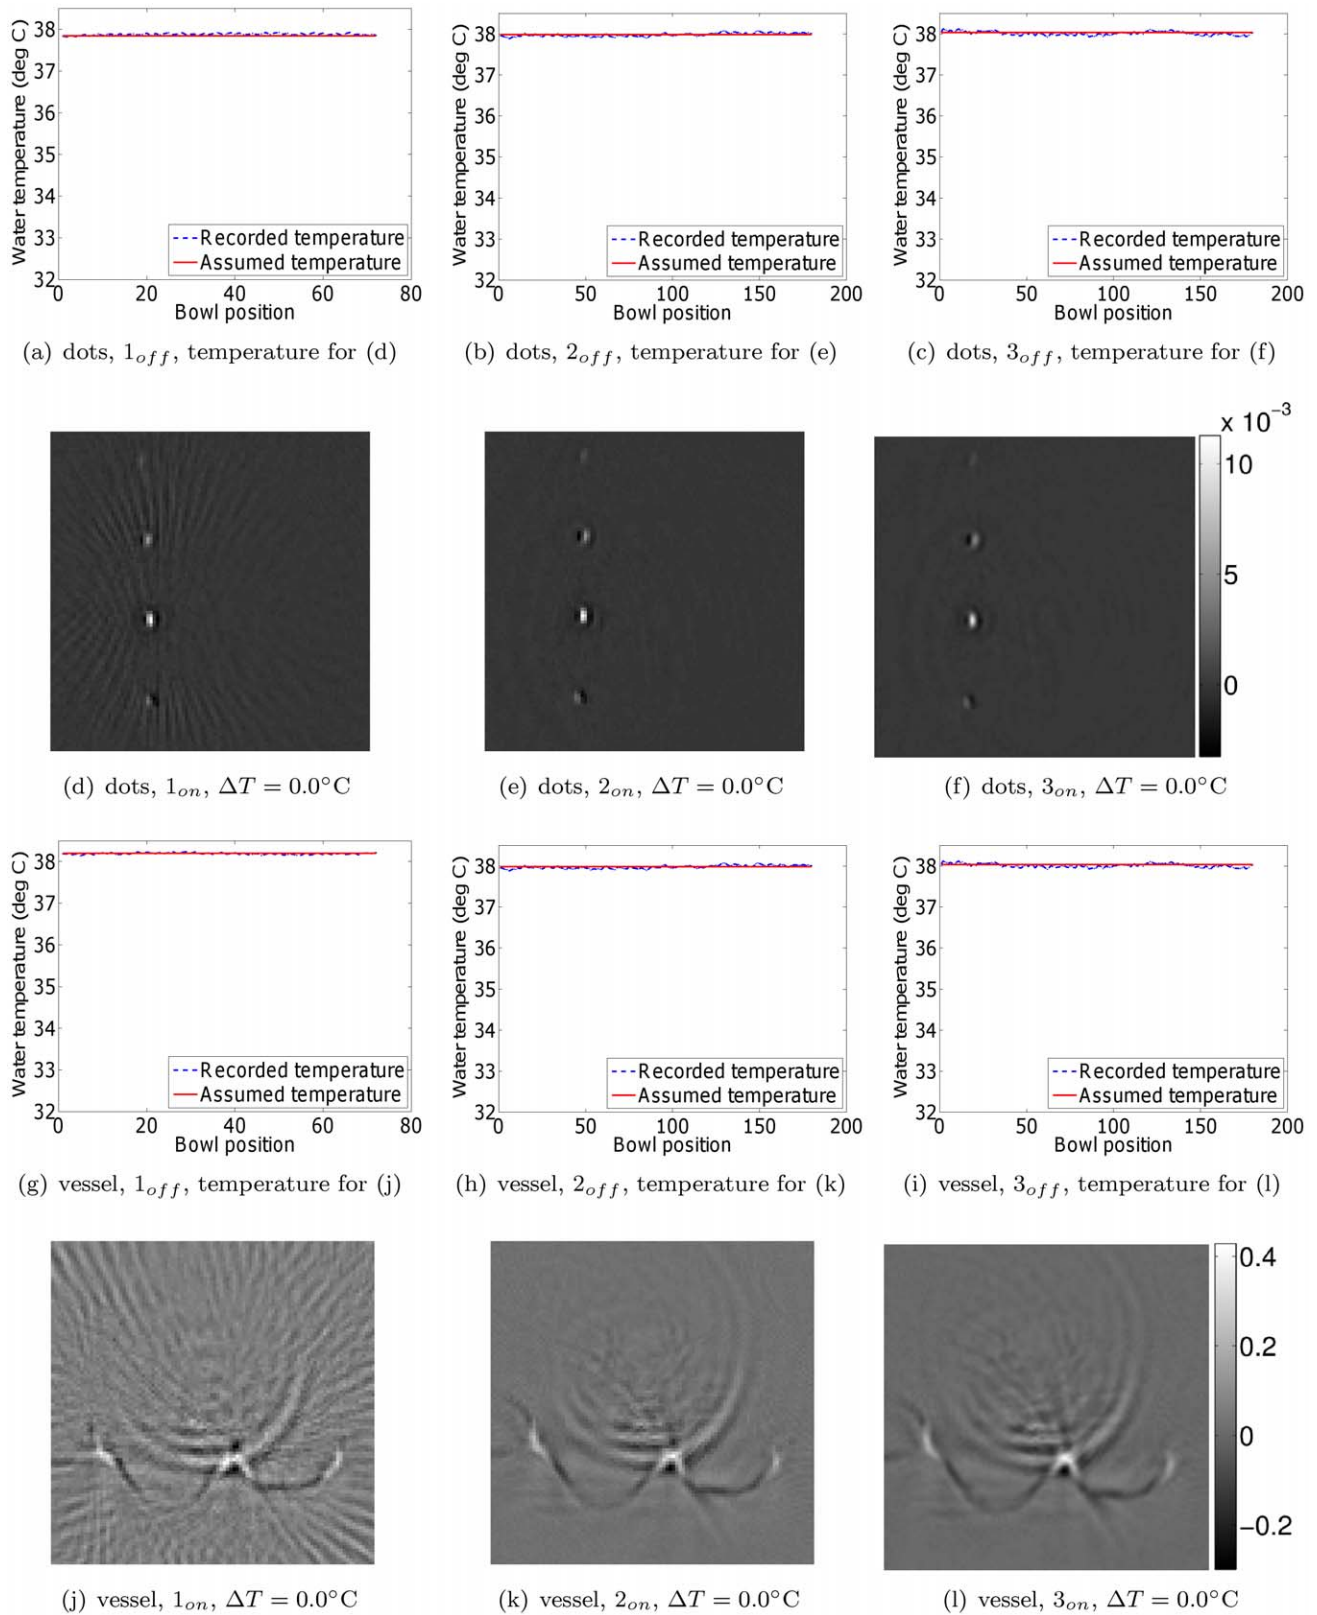 38
37
36
35
34
33
32
0 20 40 60 80
Water temperature (deg C)
Bowl position
Recorded temperature
Assumed temperature
(a) dots, 1off, temperature for (d)
38
37
36
35
34
33
32
0 50 100 150 200
Water temperature (deg C)
Bowl position
Recorded temperature
Assumed temperature
(b) dots, 2off, temperature for (e)
38
37
36
35
34
33
32
0 50 100 150 200
Water temperature (deg C)
Bowl position
Recorded temperature
Assumed temperature
(c) dots, 3off, temperature for (f)
x 10⁻³
10
5
0
(d) dots, 1on, ΔT = 0.0°C
(e) dots, 2on, ΔT = 0.0°C
(f) dots, 3on, ΔT = 0.0°C
38
37
36
35
34
33
32
0 20 40 60 80
Water temperature (deg C)
Bowl position
Recorded temperature
Assumed temperature
(g) vessel, 1off, temperature for (j)
38
37
36
35
34
33
32
0 50 100 150 200
Water temperature (deg C)
Bowl position
Recorded temperature
Assumed temperature
(h) vessel, 2off, temperature for (k)
38
37
36
35
34
33
32
0 50 100 150 200
Water temperature (deg C)
Bowl position
Recorded temperature
Assumed temperature
(i) vessel, 3off, temperature for (l)
0.4
0.2
0
−0.2
(j) vessel, 1on, ΔT = 0.0°C
(k) vessel, 2on, ΔT = 0.0°C
(l) vessel, 3on, ΔT = 0.0°C